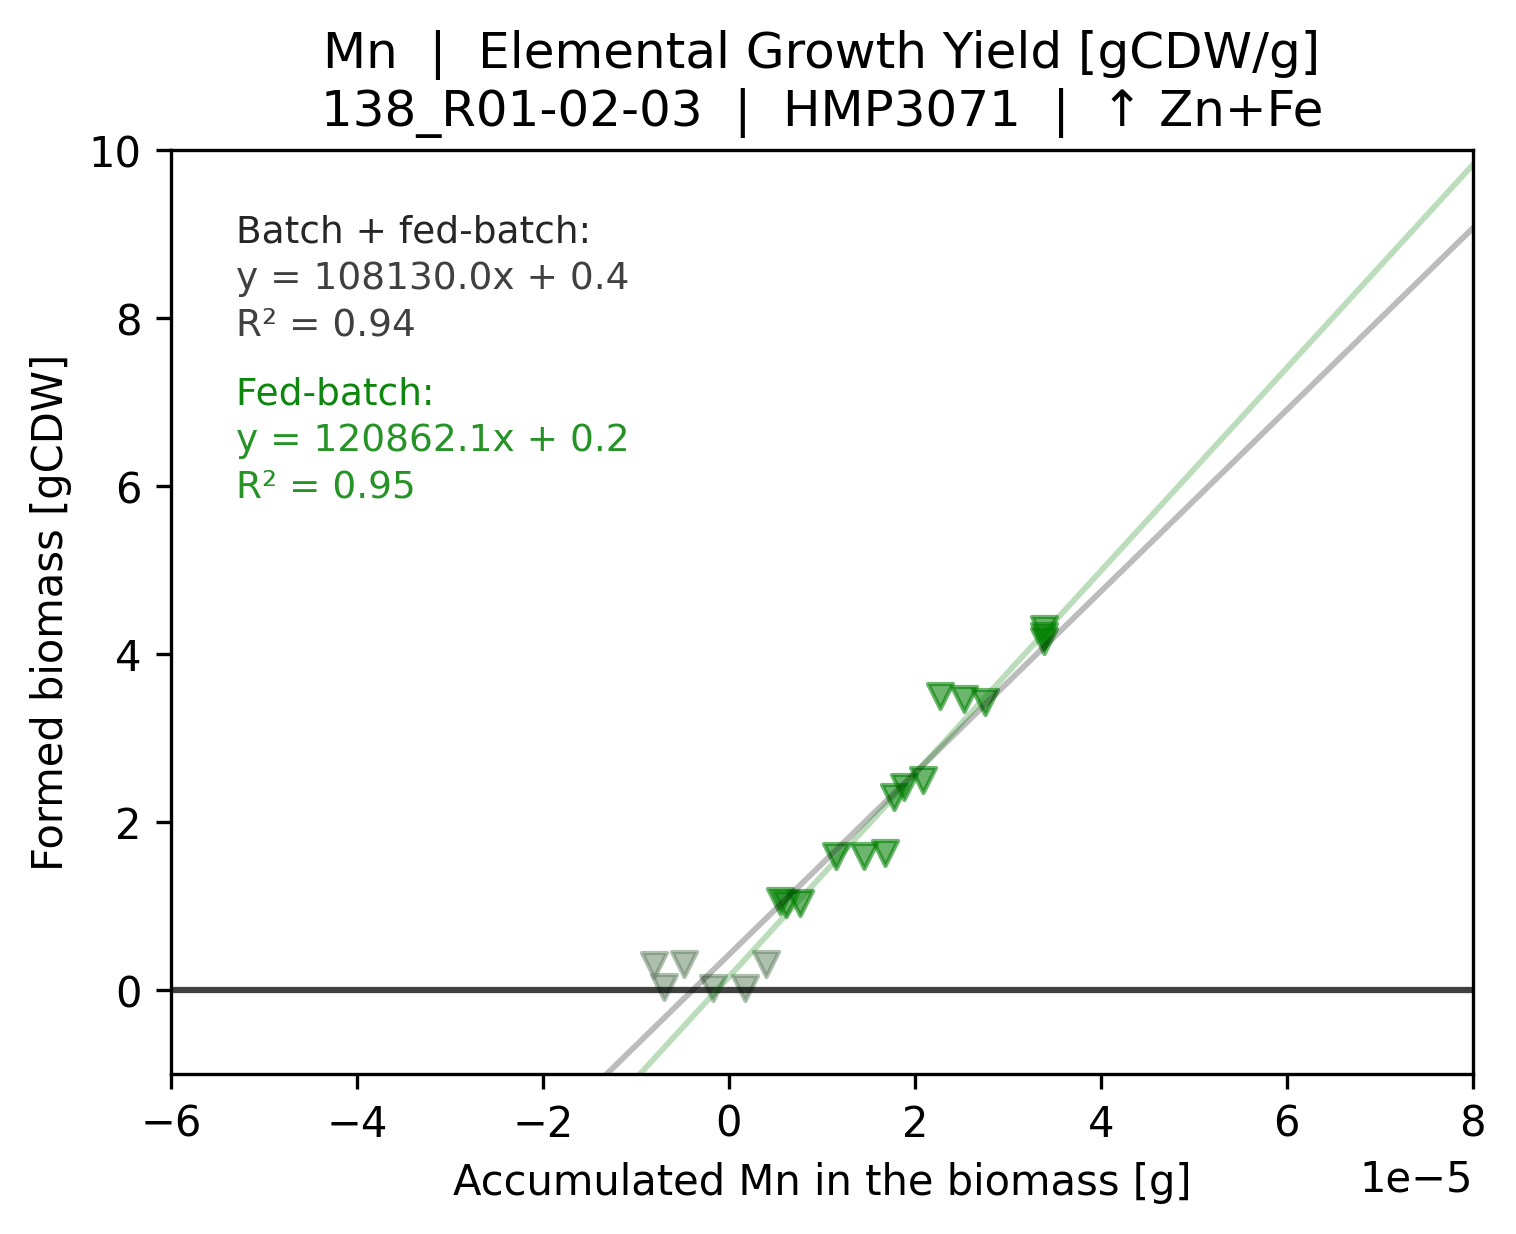 Mn | Elemental Growth Yield [gCDW/g]
138_R01-02-03 | HMP3071 | ↑ Zn+Fe
Batch + fed-batch:
y = 108130.0x + 0.4
R² = 0.94
Fed-batch:
y = 120862.1x + 0.2
R² = 0.95
Formed biomass [gCDW]
10
8
6
4
2
0
−6 −4 −2 0 2 4 6 8
Accumulated Mn in the biomass [g]
1e−5